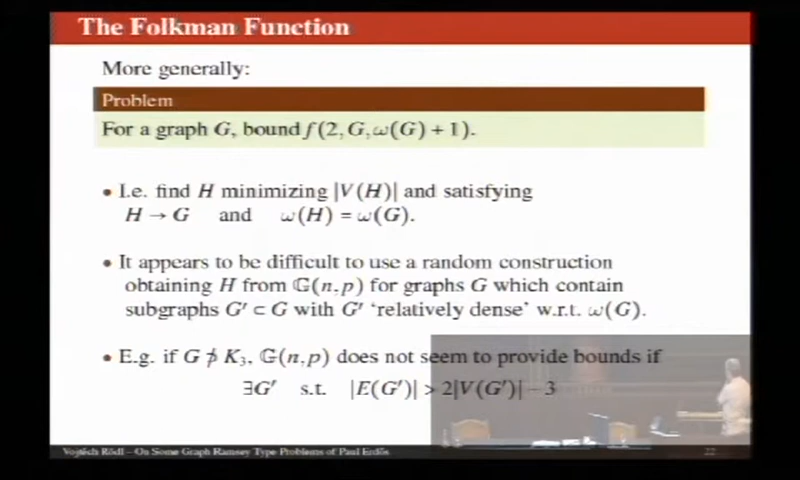 The Folkman Function
More generally:
Problem
For a graph G, bound f(2, G, ω(G) + 1).
• I.e. find H minimizing |V(H)| and satisfying
H → G and ω(H) = ω(G).
• It appears to be difficult to use a random construction
obtaining H from 𝔾(n, p) for graphs G which contain
subgraphs G′ ⊂ G with G′ ‘relatively dense’ w.r.t. ω(G).
• E.g. if G ⊅ K₃, 𝔾(n, p) does not seem to provide bounds if
∃G′ s.t. |E(G′)| > 2|V(G′)| − 3
Vojtěch Rödl – On Some Graph Ramsey Type Problems of Paul Erdős 22